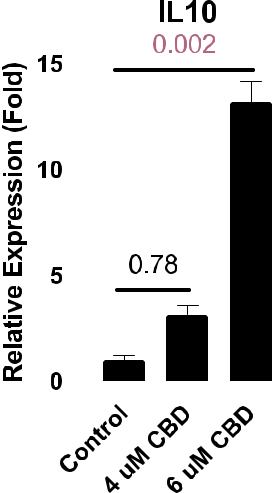 IL10
0.002
15
10
5
0
0.78
Relative Expression (Fold)
Control
4 uM CBD
6 uM CBD